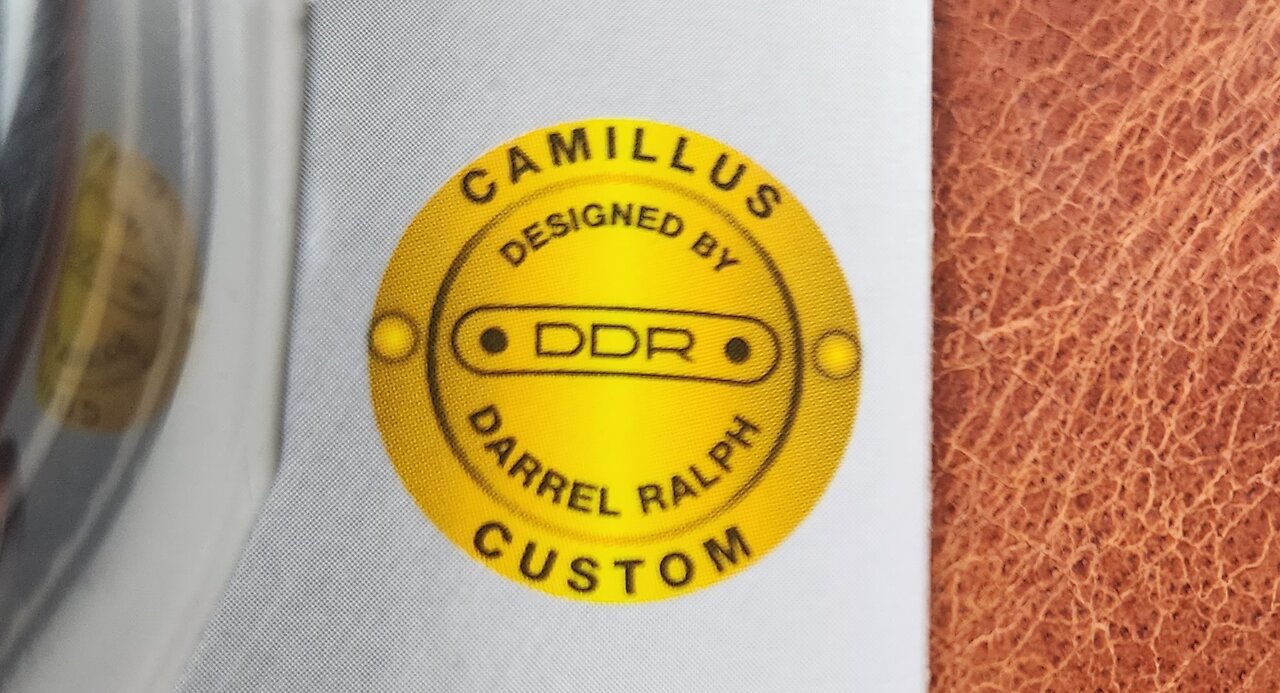 CAMILLUS
DESIGNED BY
DDR
DARREL RALPH
CUSTOM